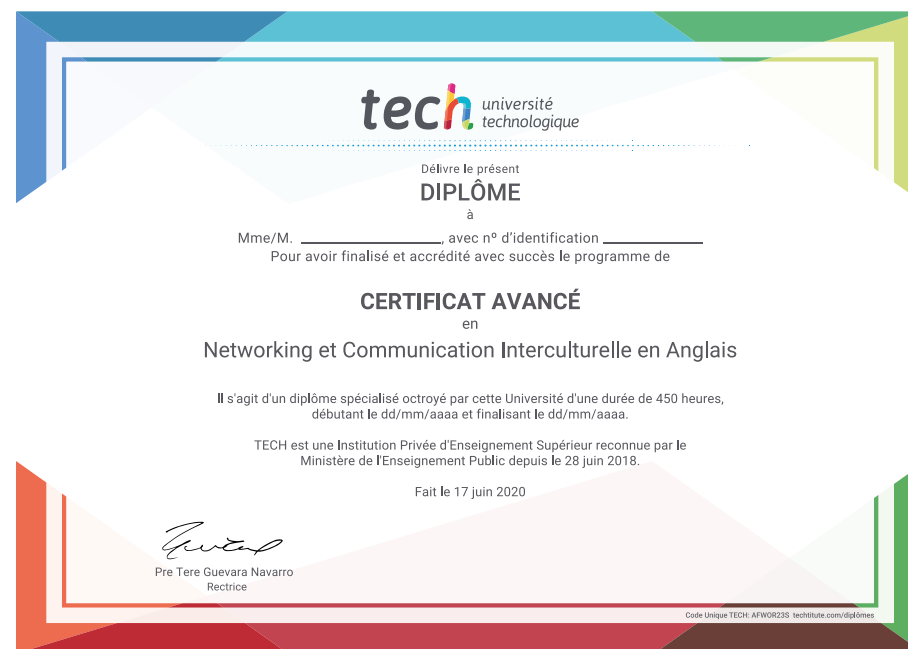 tech université
technologique
Délivre le présent
DIPLÔME
à
Mme/M. ____________________, avec nº d'identification ______________
Pour avoir finalisé et accrédité avec succès le programme de
CERTIFICAT AVANCÉ
en
Networking et Communication Interculturelle en Anglais
Il s'agit d'un diplôme spécialisé octroyé par cette Université d'une durée de 450 heures,
débutant le dd/mm/aaaa et finalisant le dd/mm/aaaa.
TECH est une Institution Privée d'Enseignement Supérieur reconnue par le
Ministère de l'Enseignement Public depuis le 28 juin 2018.
Fait le 17 juin 2020
Pre Tere Guevara Navarro
Rectrice
Code Unique TECH: AFWOR23S techtitute.com/diplômes